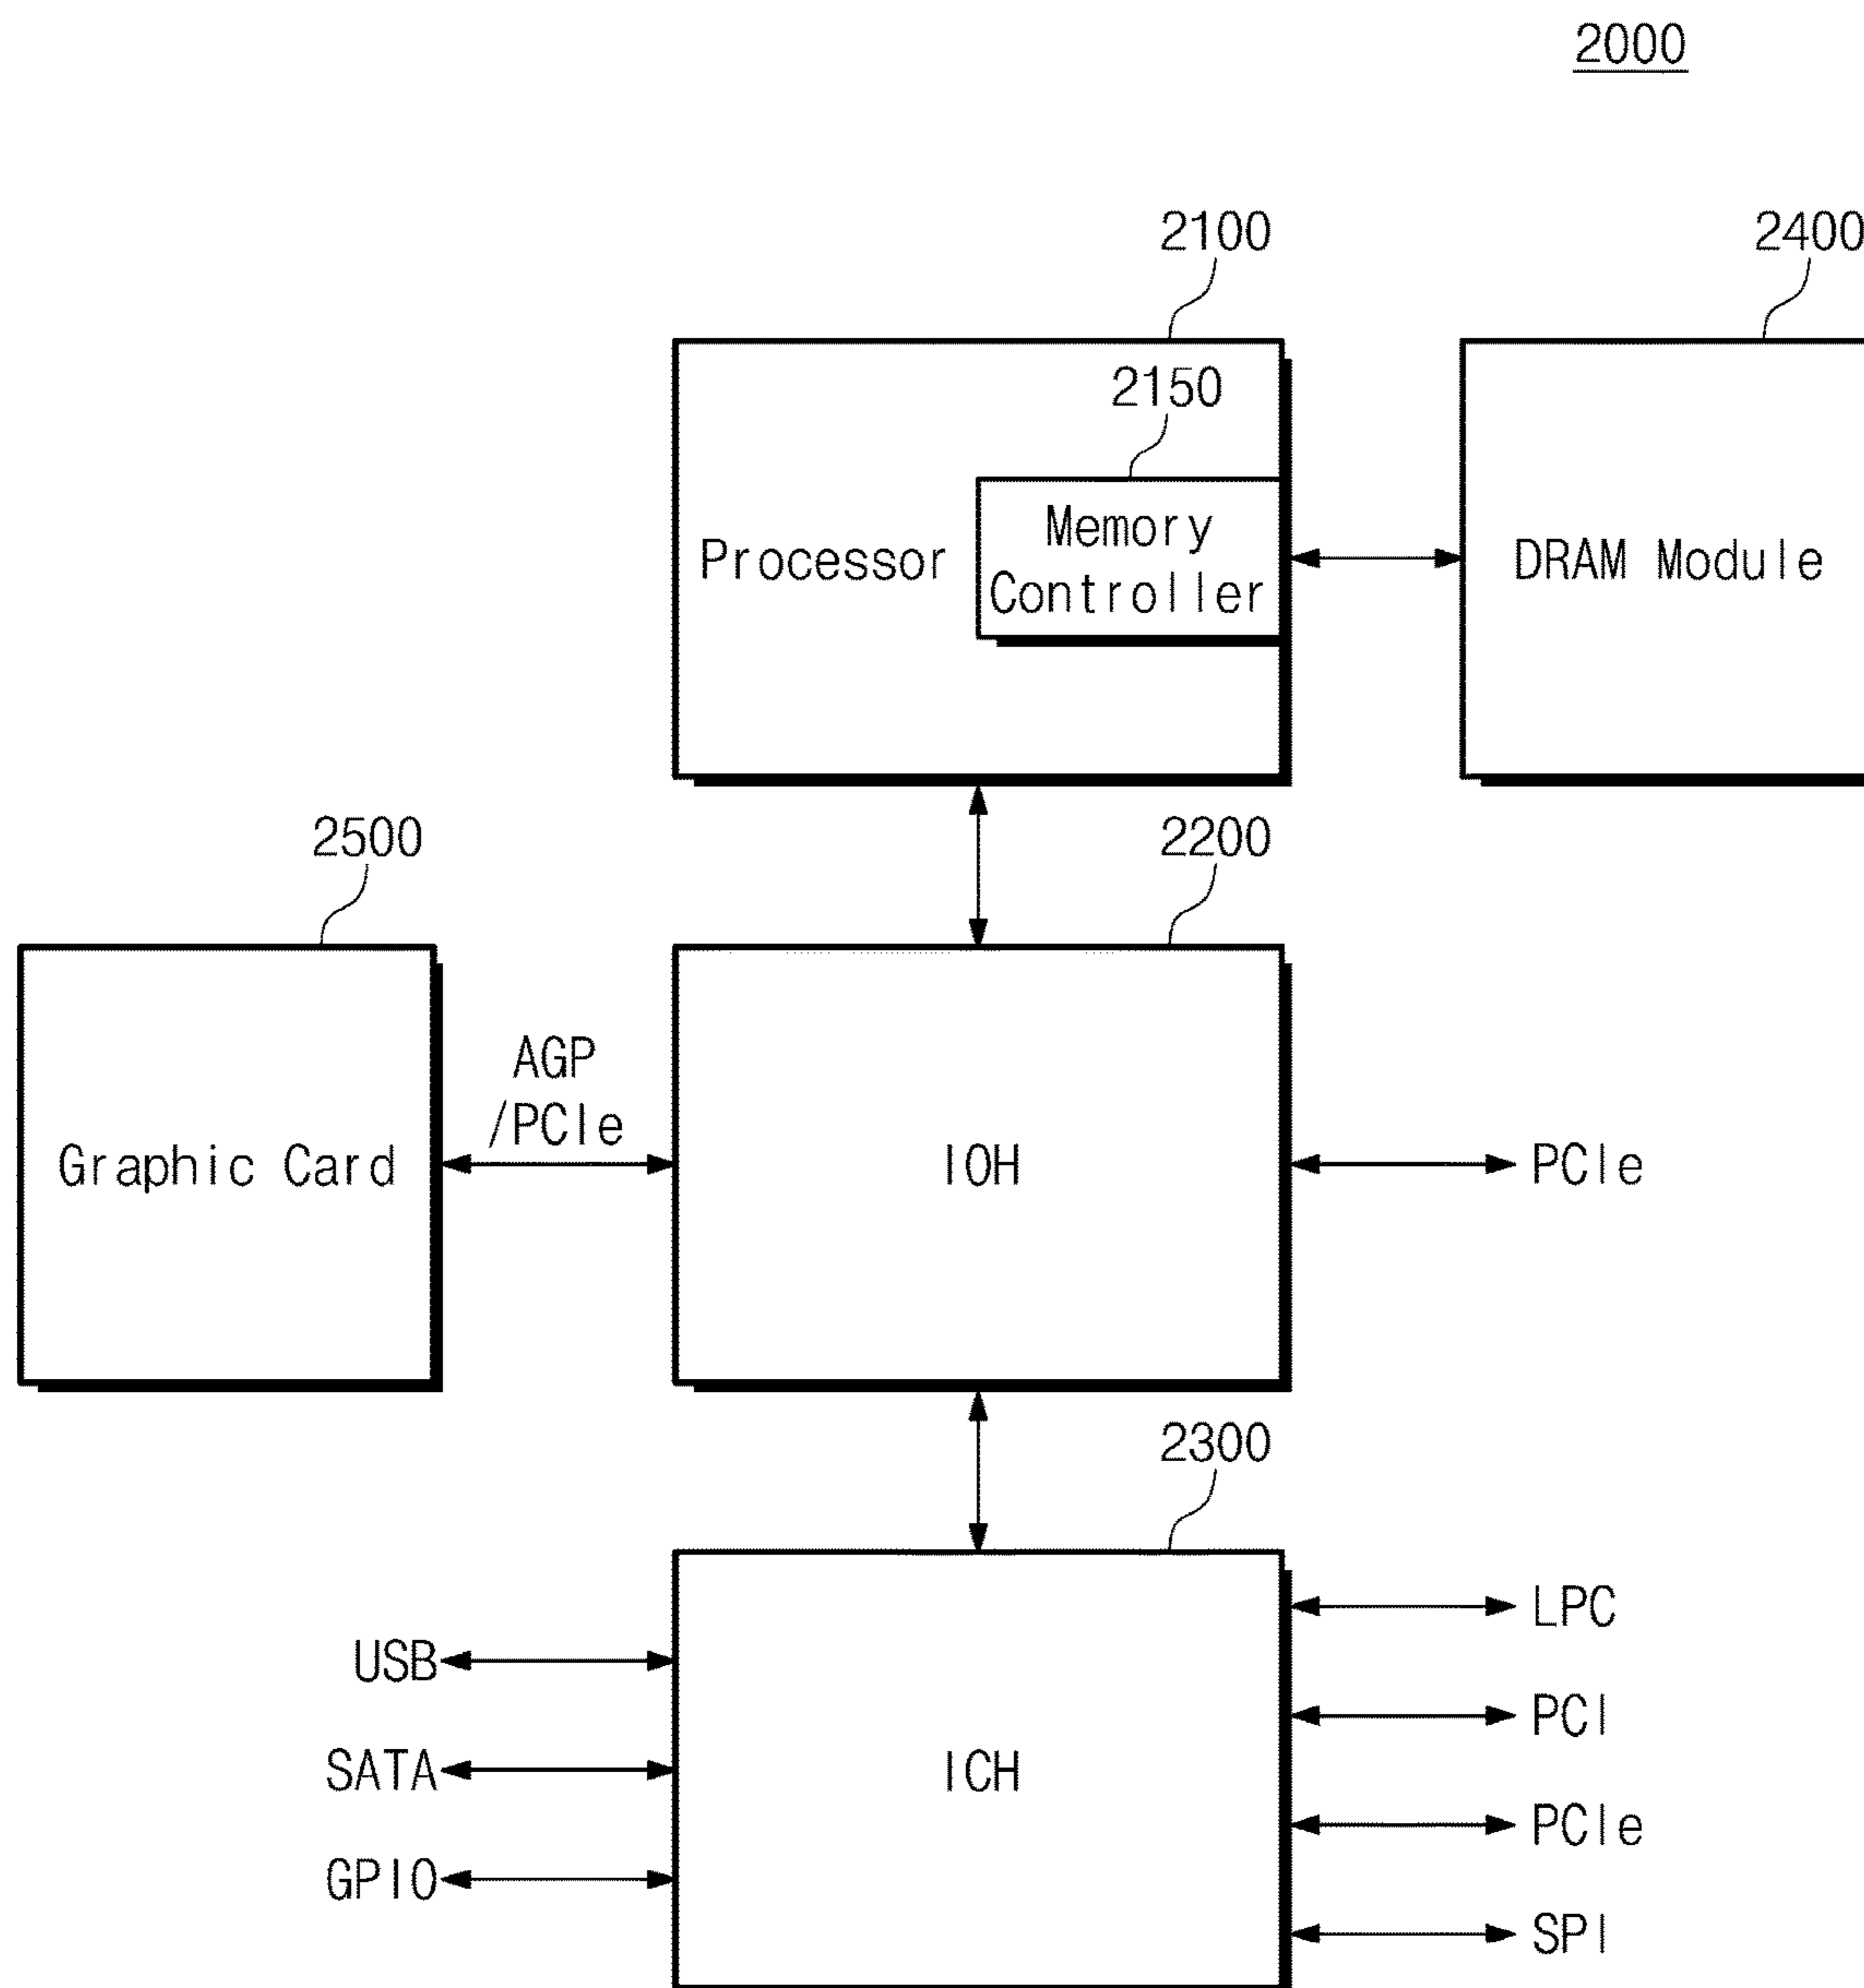 2000
2100
2400
2150
Processor
Memory
Controller
DRAM Module
2500
2200
Graphic Card
AGP
/PCIe
IOH
PCIe
2300
ICH
USB
SATA
GPIO
LPC
PCI
PCIe
SPI